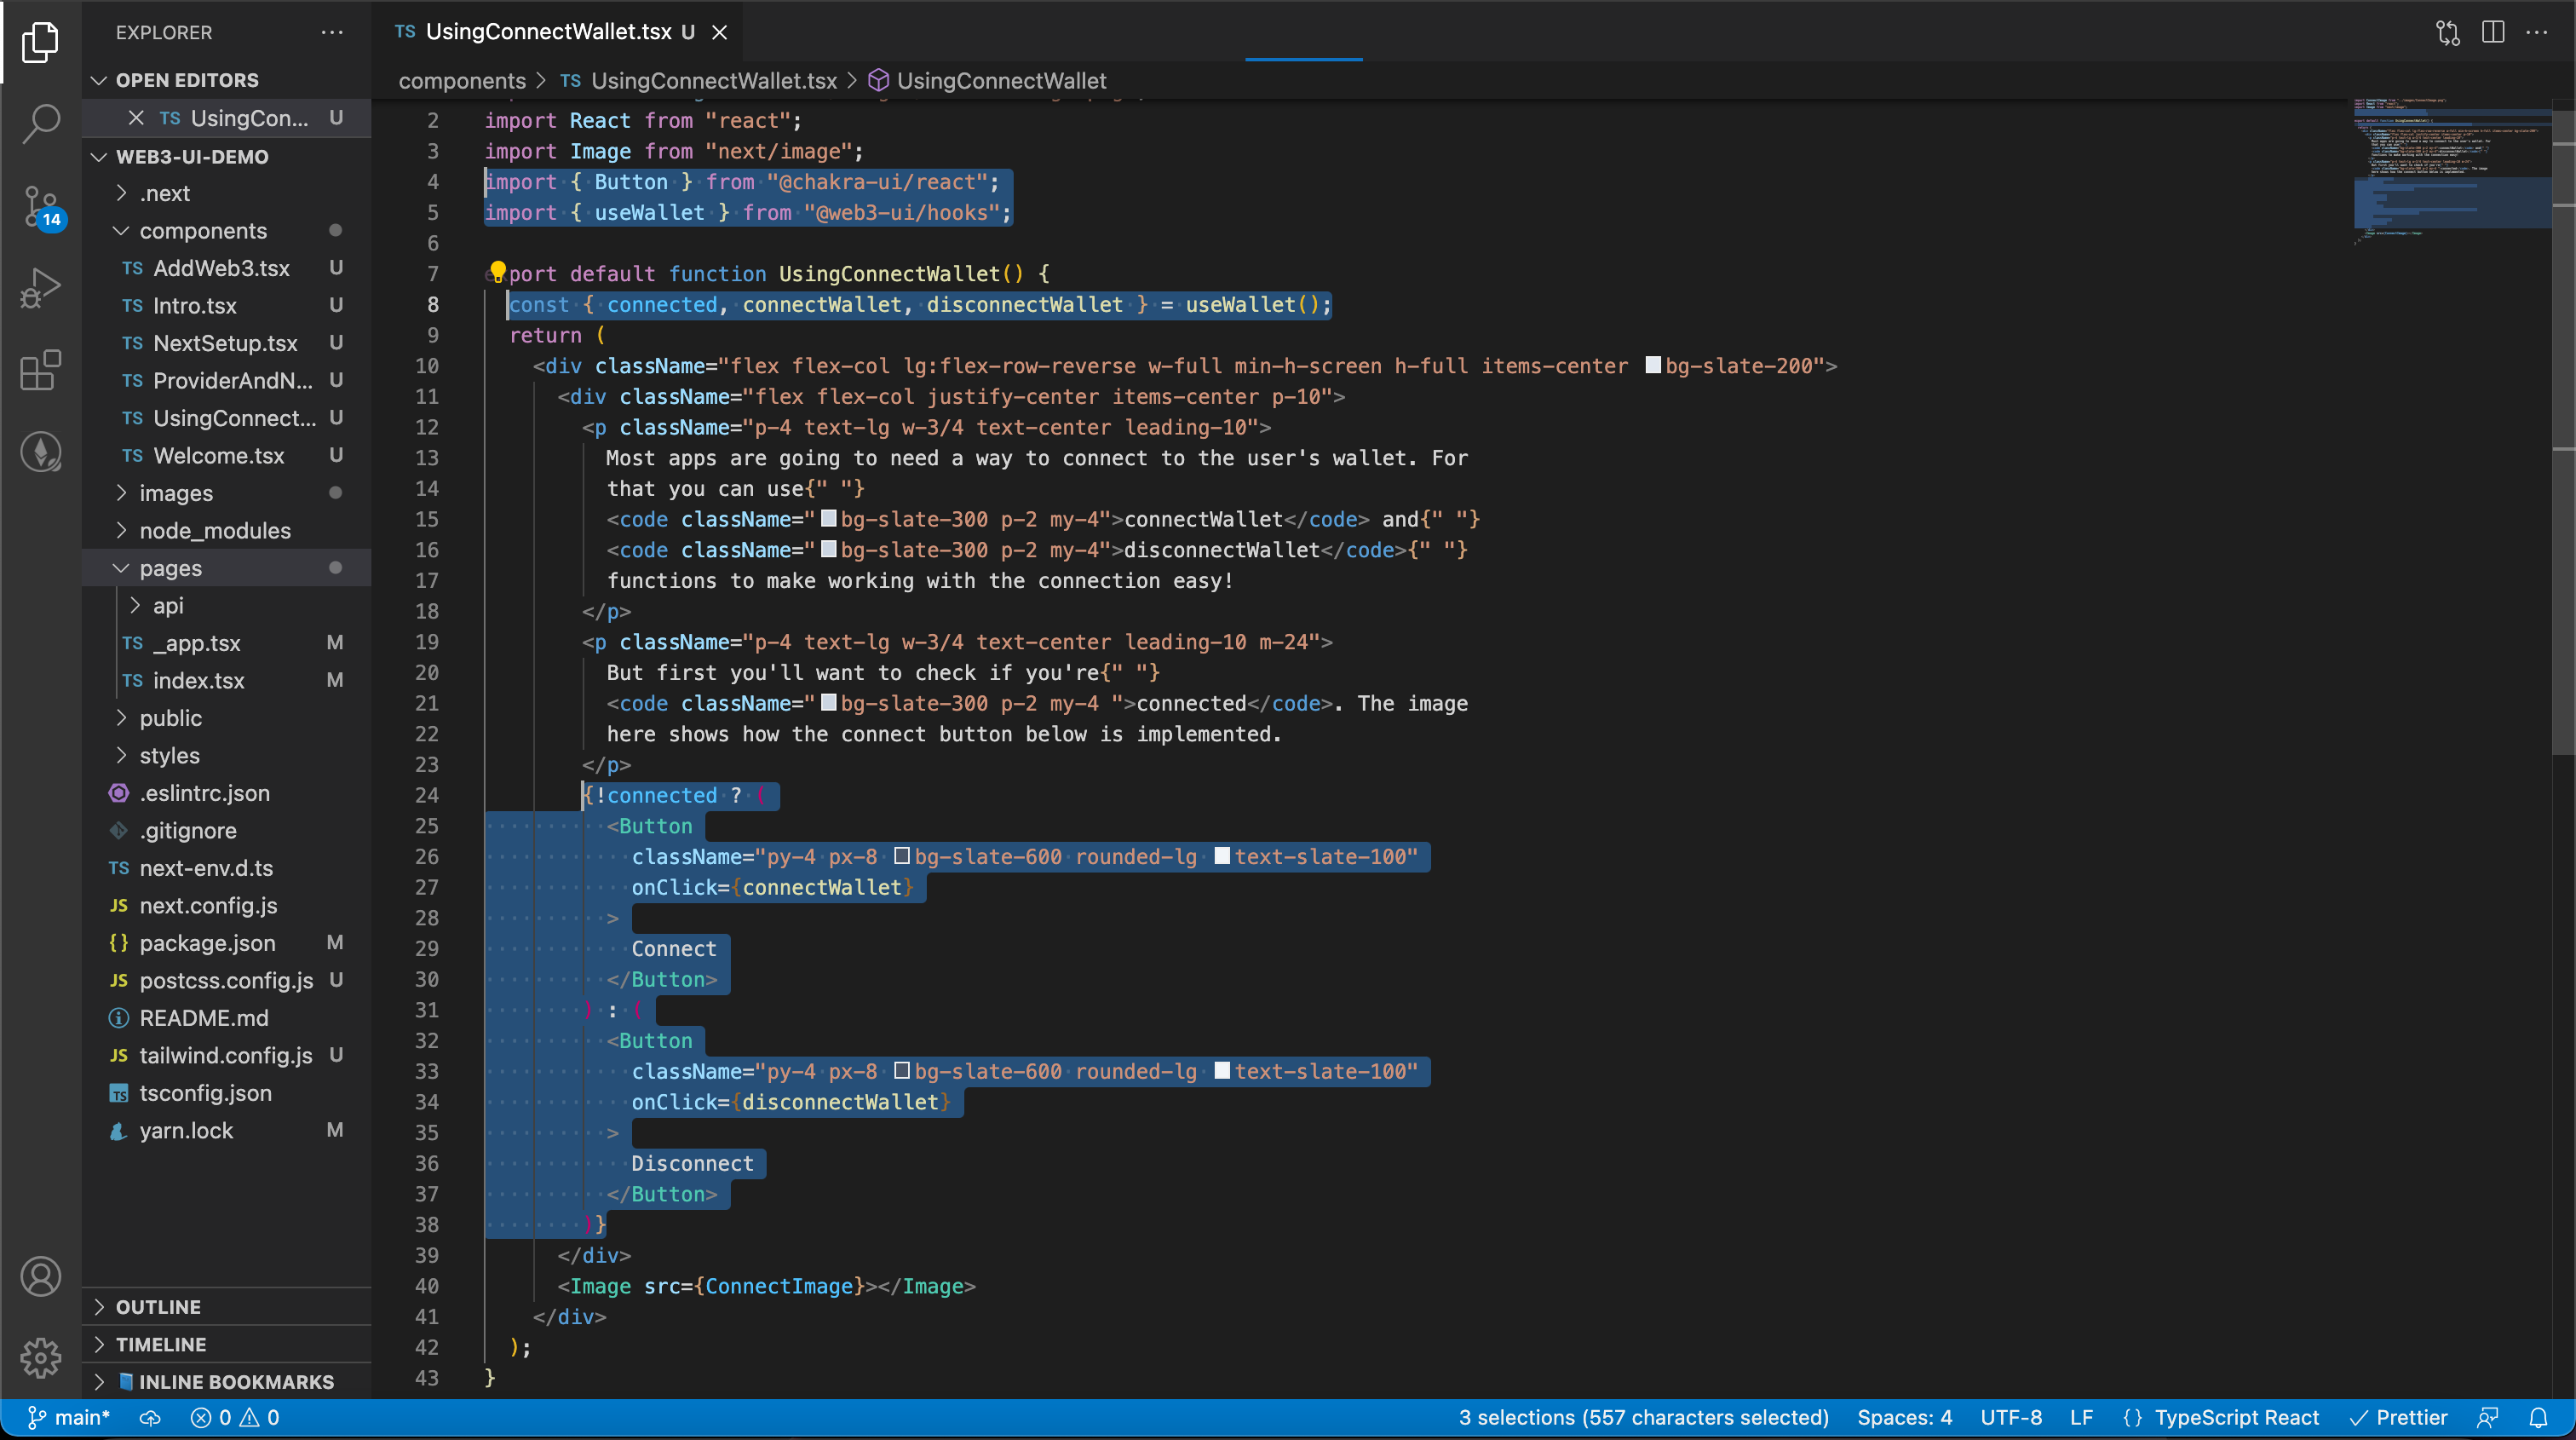 EXPLORER
OPEN EDITORS
TS UsingCon... U
WEB3-UI-DEMO
.next
components
TS AddWeb3.tsx U
TS Intro.tsx U
TS NextSetup.tsx U
TS ProviderAndN... U
TS UsingConnect... U
TS Welcome.tsx U
images
node_modules
pages
api
TS _app.tsx M
TS index.tsx M
public
styles
.eslintrc.json
.gitignore
TS next-env.d.ts
JS next.config.js
{} package.json M
JS postcss.config.js U
README.md
JS tailwind.config.js U
TS tsconfig.json
yarn.lock M
OUTLINE
TIMELINE
INLINE BOOKMARKS
14
TS UsingConnectWallet.tsx U
components > TS UsingConnectWallet.tsx > UsingConnectWallet
2 import React from "react";
3 import Image from "next/image";
4 import { Button } from "@chakra-ui/react";
5 import { useWallet } from "@web3-ui/hooks";
6
7 export default function UsingConnectWallet() {
8 const { connected, connectWallet, disconnectWallet } = useWallet();
9 return (
10 <div className="flex flex-col lg:flex-row-reverse w-full min-h-screen h-full items-center bg-slate-200">
11 <div className="flex flex-col justify-center items-center p-10">
12 <p className="p-4 text-lg w-3/4 text-center leading-10">
13 Most apps are going to need a way to connect to the user's wallet. For
14 that you can use{" "}
15 <code className="bg-slate-300 p-2 my-4">connectWallet</code> and{" "}
16 <code className="bg-slate-300 p-2 my-4">disconnectWallet</code>{" "}
17 functions to make working with the connection easy!
18 </p>
19 <p className="p-4 text-lg w-3/4 text-center leading-10 m-24">
20 But first you'll want to check if you're{" "}
21 <code className="bg-slate-300 p-2 my-4 ">connected</code>. The image
22 here shows how the connect button below is implemented.
23 </p>
24 {!connected ? (
25 <Button
26 className="py-4 px-8 bg-slate-600 rounded-lg text-slate-100"
27 onClick={connectWallet}
28 >
29 Connect
30 </Button>
31 ) : (
32 <Button
33 className="py-4 px-8 bg-slate-600 rounded-lg text-slate-100"
34 onClick={disconnectWallet}
35 >
36 Disconnect
37 </Button>
38 )}
39 </div>
40 <Image src={ConnectImage}></Image>
41 </div>
42 );
43 }
main* 0 0 3 selections (557 characters selected) Spaces: 4 UTF-8 LF {} TypeScript React Prettier